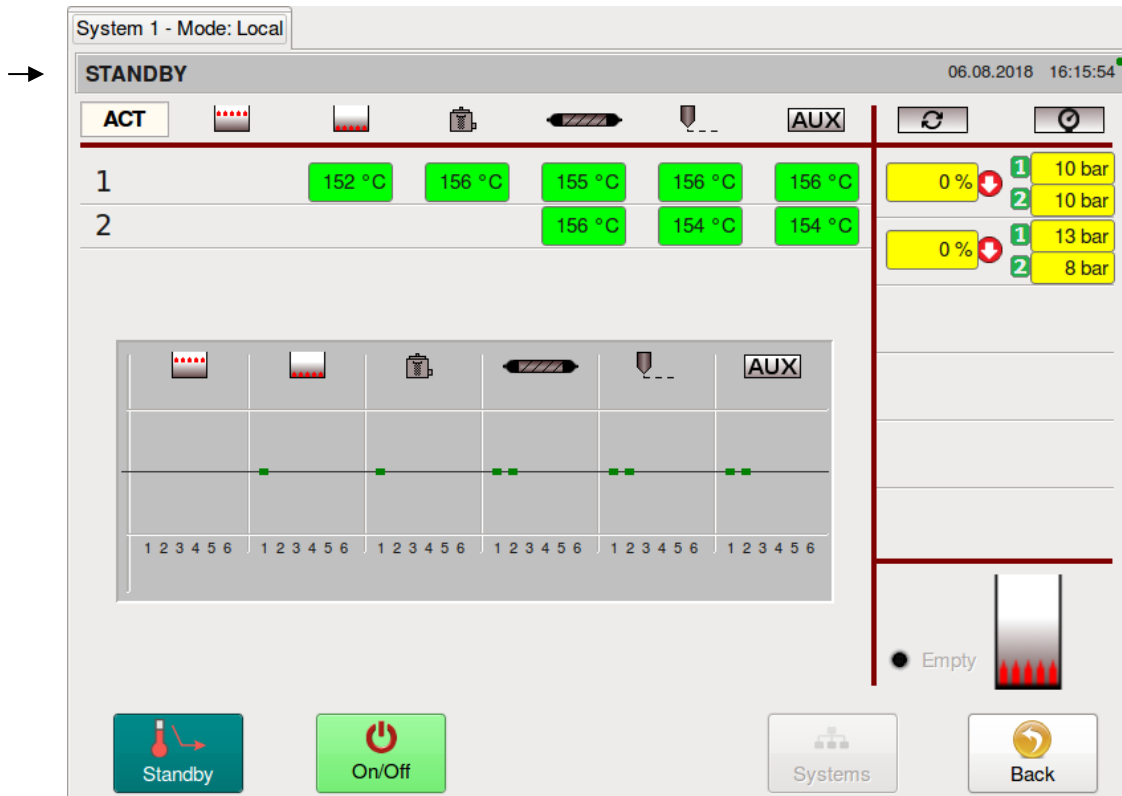 System 1 - Mode: Local
STANDBY 06.08.2018 16:15:54
ACT AUX
1 152 °C 156 °C 155 °C 156 °C 156 °C 0 % 1 10 bar
2 10 bar
2 156 °C 154 °C 154 °C 0 % 1 13 bar
2 8 bar
AUX
1 2 3 4 5 6 1 2 3 4 5 6 1 2 3 4 5 6 1 2 3 4 5 6 1 2 3 4 5 6 1 2 3 4 5 6
Empty
Standby On/Off Systems Back